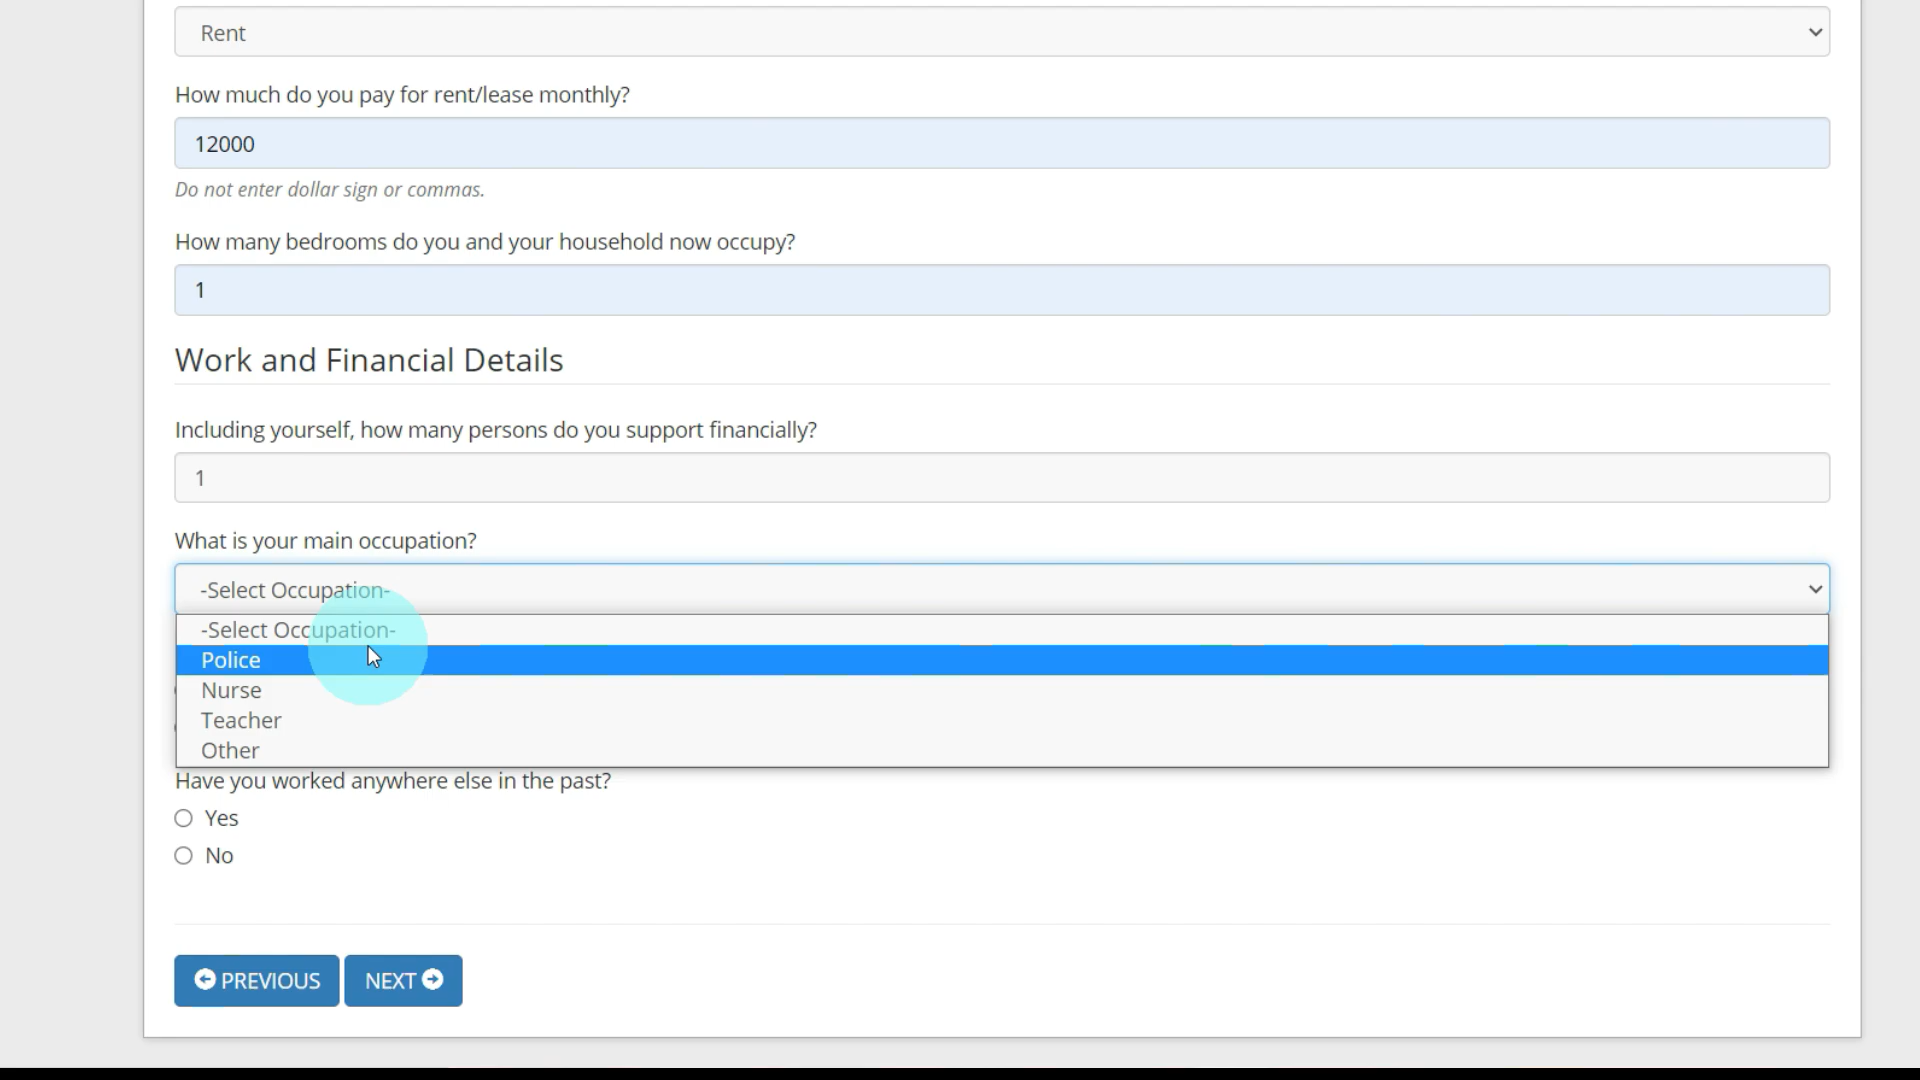 Rent
How much do you pay for rent/lease monthly?
12000
Do not enter dollar sign or commas.
How many bedrooms do you and your household now occupy?
1
Work and Financial Details
Including yourself, how many persons do you support financially?
1
What is your main occupation?
-Select Occupation-
-Select Occupation-
Police
Nurse
Teacher
Other
Have you worked anywhere else in the past?
Yes
No
PREVIOUS NEXT